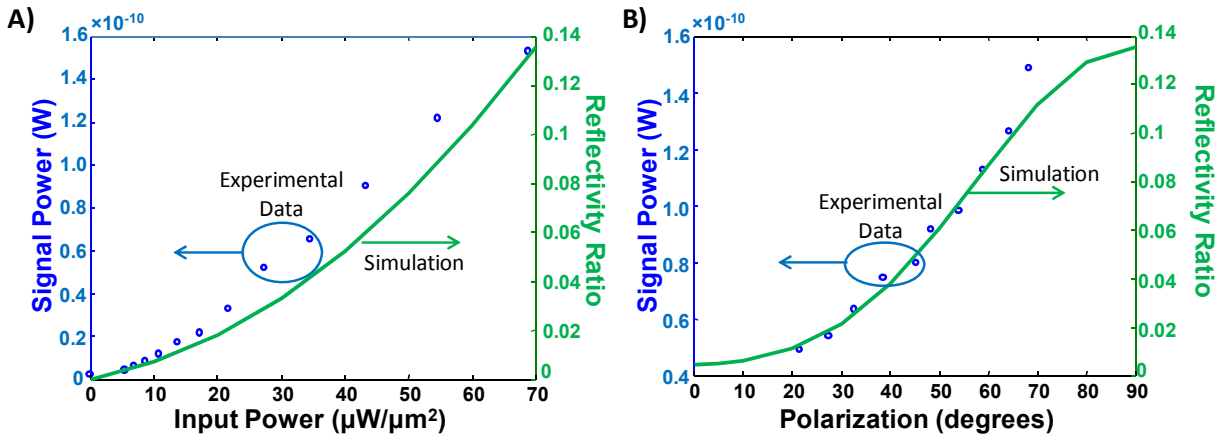 A)
×10⁻¹⁰
1.6
1.4
1.2
1.0
0.8
0.6
0.4
0.2
0
Signal Power (W)
0.14
0.12
0.1
0.08
0.06
0.04
0.02
0
Reflectivity Ratio
Experimental
Data
Simulation
0 10 20 30 40 50 60 70
Input Power (µW/µm²)
B)
×10⁻¹⁰
1.6
1.4
1.2
1.0
0.8
0.6
0.4
Signal Power (W)
0.14
0.12
0.1
0.08
0.06
0.04
0.02
0
Reflectivity Ratio
Simulation
Experimental
Data
0 10 20 30 40 50 60 70 80 90
Polarization (degrees)